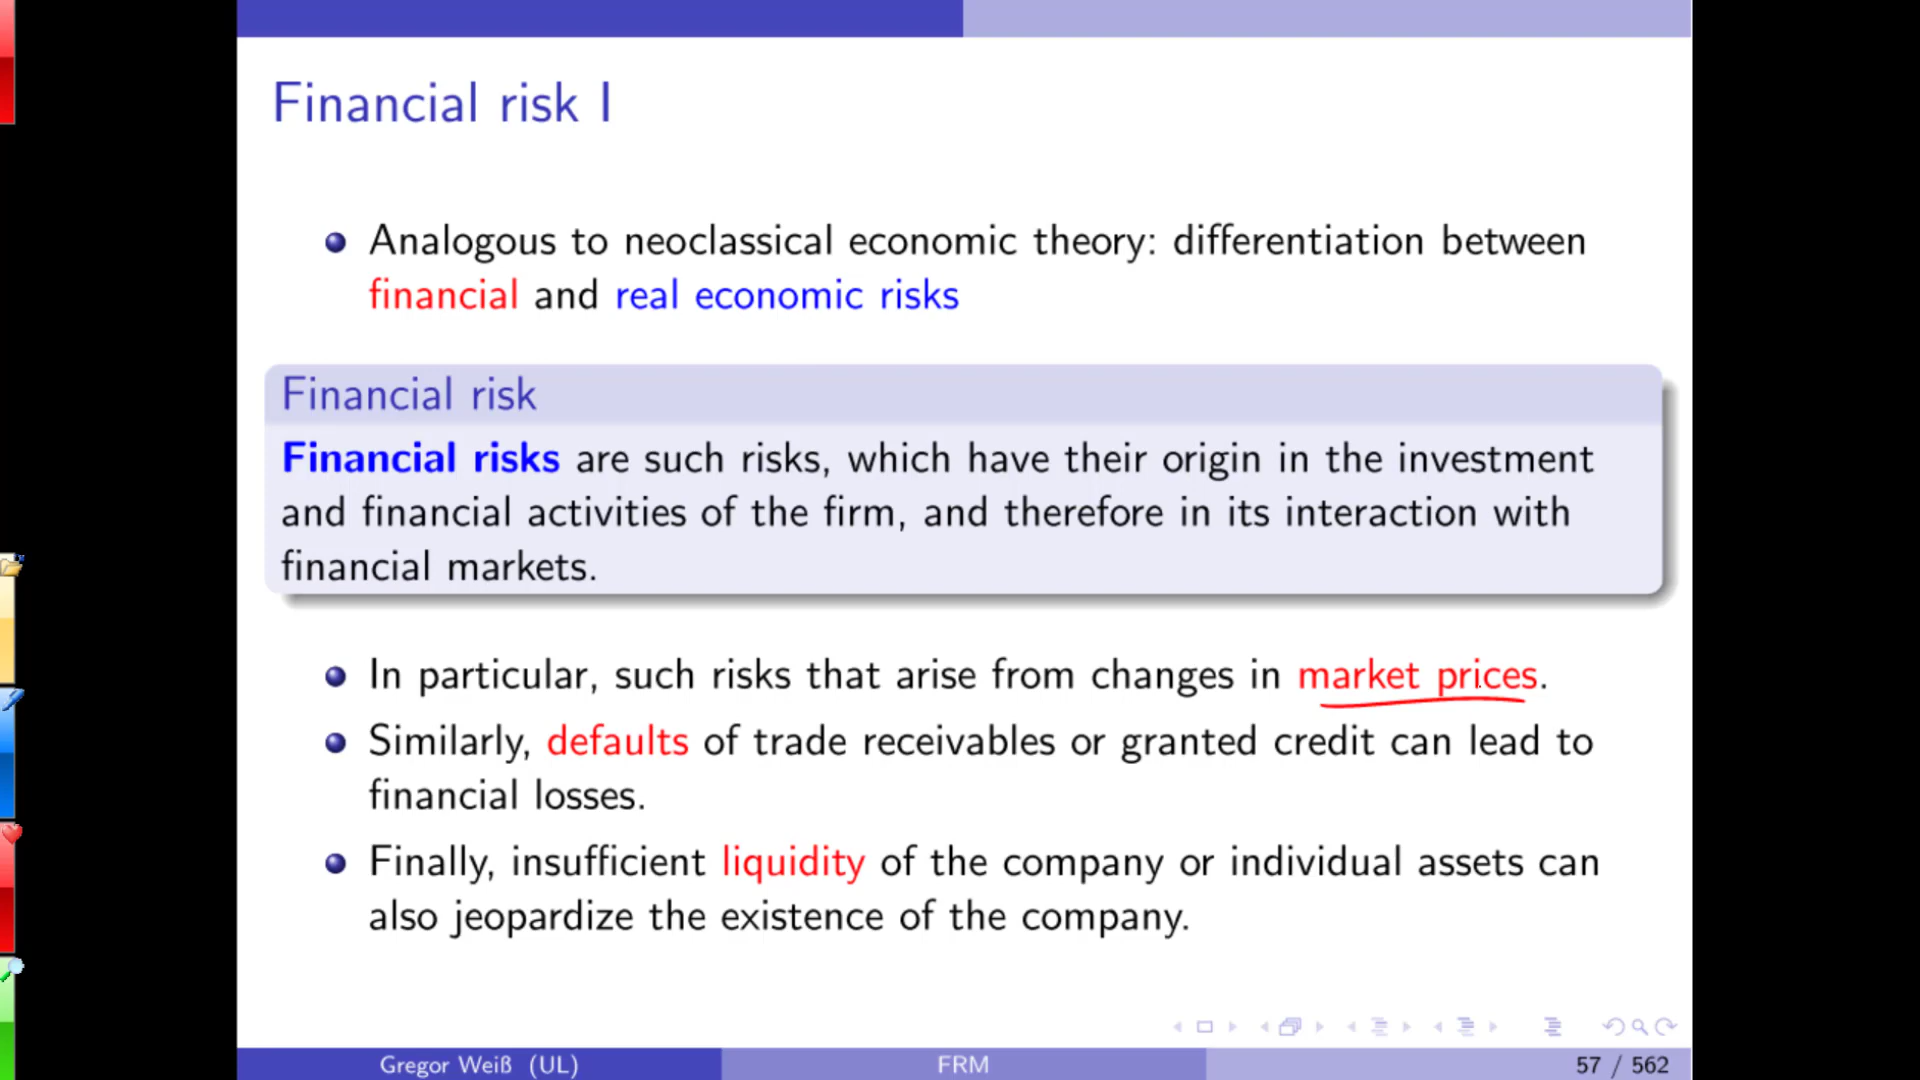 Financial risk I
Analogous to neoclassical economic theory: differentiation between
financial and real economic risks
Financial risk
Financial risks are such risks, which have their origin in the investment
and financial activities of the firm, and therefore in its interaction with
financial markets.
In particular, such risks that arise from changes in market prices.
Similarly, defaults of trade receivables or granted credit can lead to
financial losses.
Finally, insufficient liquidity of the company or individual assets can
also jeopardize the existence of the company.
Gregor Weiß (UL) FRM 57 / 562